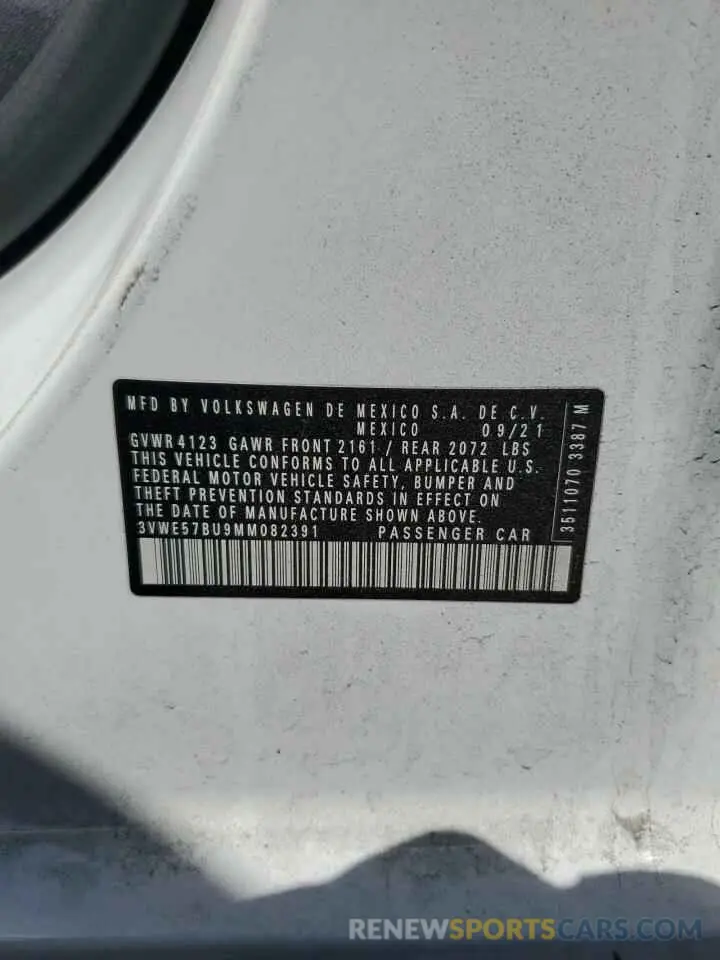 MFD BY VOLKSWAGEN DE MEXICO S.A. DE C.V.
MEXICO 09/21
GVWR 4123 GAWR FRONT 2161 / REAR 2072 LBS
THIS VEHICLE CONFORMS TO ALL APPLICABLE U.S.
FEDERAL MOTOR VEHICLE SAFETY, BUMPER AND
THEFT PREVENTION STANDARDS IN EFFECT ON
THE DATE OF MANUFACTURE SHOWN ABOVE.
3VWE57BU9MM082391 PASSENGER CAR
3511070 3387 M
RENEWSPORTSCARS.COM